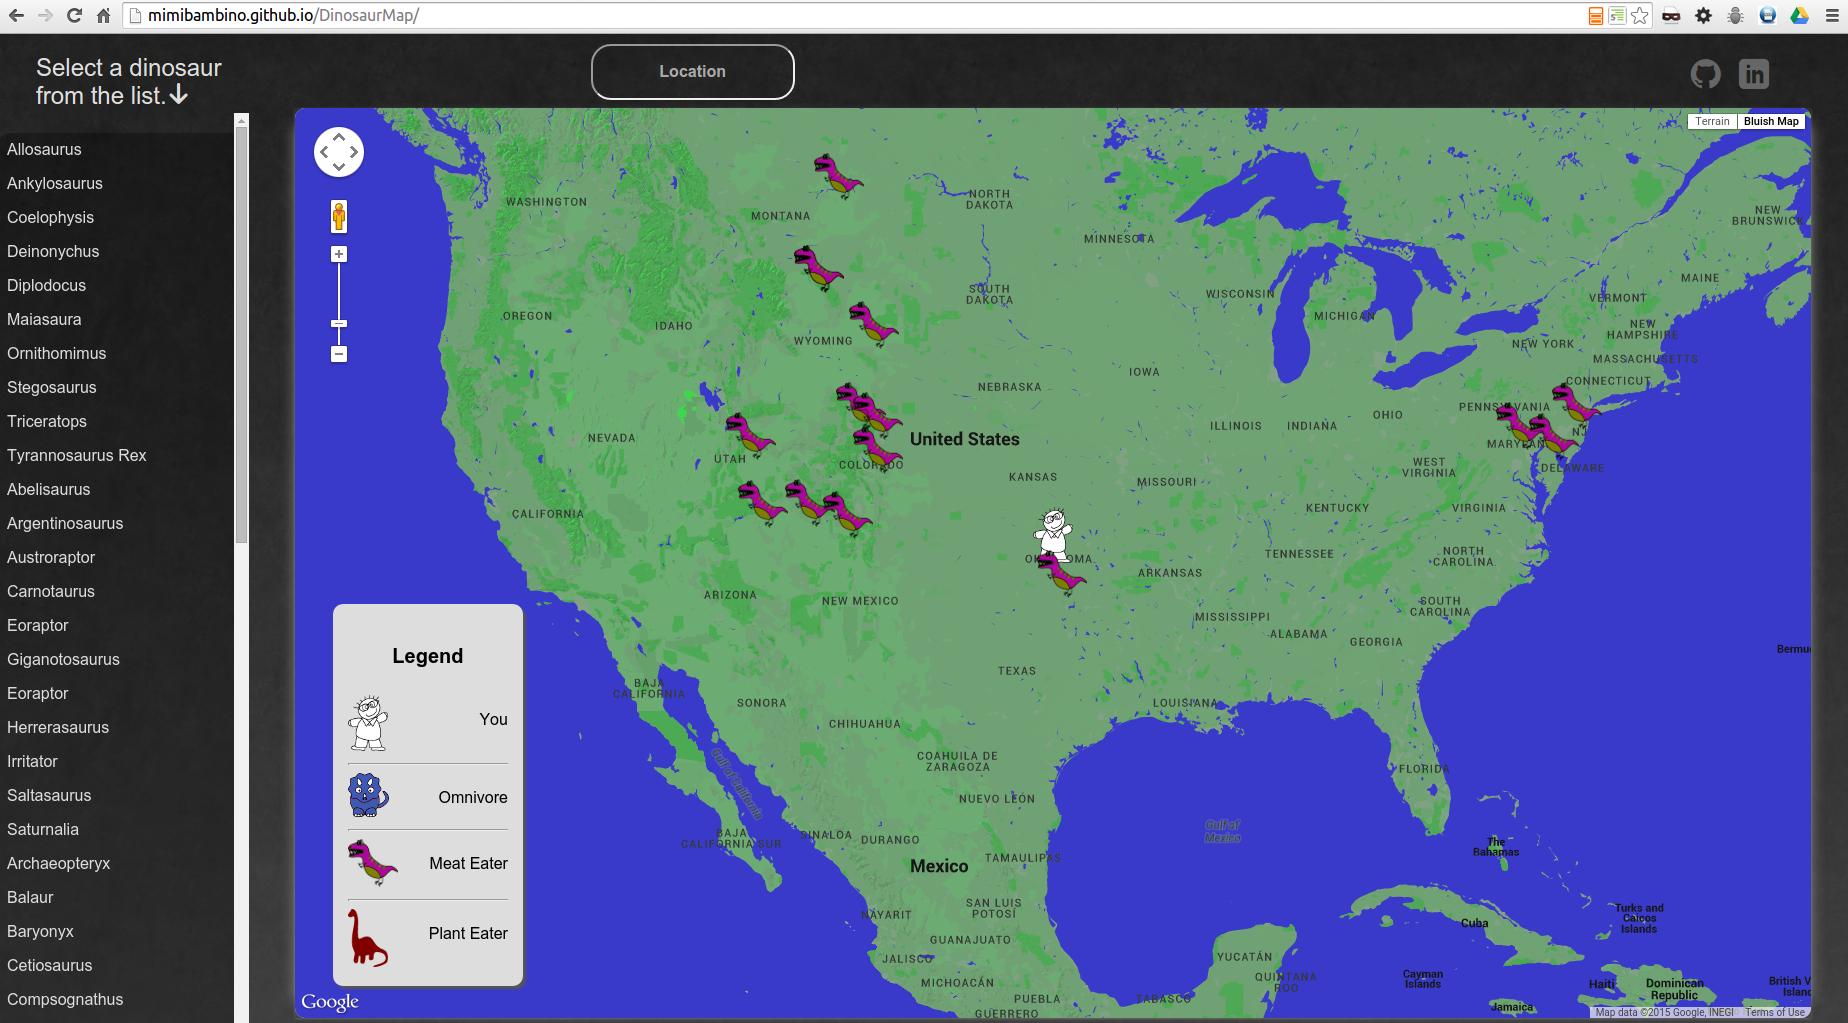 mimibambino.github.io/DinosaurMap/
Select a dinosaur
from the list.
Location
in
Allosaurus
Ankylosaurus
Coelophysis
Deinonychus
Diplodocus
Maiasaura
Ornithomimus
Stegosaurus
Triceratops
Tyrannosaurus Rex
Abelisaurus
Argentinosaurus
Austroraptor
Carnotaurus
Eoraptor
Giganotosaurus
Eoraptor
Herrerasaurus
Irritator
Saltasaurus
Saturnalia
Archaeopteryx
Balaur
Baryonyx
Cetiosaurus
Compsognathus
Terrain
Bluish Map
WASHINGTON
MONTANA
NORTH
DAKOTA
MINNESOTA
NEW
BRUNSWICK
MAINE
SOUTH
DAKOTA
WISCONSIN
VERMONT
OREGON
IDAHO
MICHIGAN
NEW
HAMPSHIRE
WYOMING
NEW YORK
MASSACHUSETTS
IOWA
NEBRASKA
CONNECTICUT
PENNSYLVANIA
OHIO
ILLINOIS
INDIANA
NEVADA
United States
UTAH
COLORADO
DELAWARE
WEST
VIRGINIA
KANSAS
MISSOURI
CALIFORNIA
KENTUCKY
VIRGINIA
TENNESSEE
NORTH
CAROLINA
ARKANSAS
ARIZONA
NEW MEXICO
SOUTH
CAROLINA
MISSISSIPPI
ALABAMA
GEORGIA
TEXAS
LOUISIANA
BAJA
CALIFORNIA
SONORA
CHIHUAHUA
COAHUILA DE
ZARAGOZA
Gulf of California
NUEVO LEÓN
FLORIDA
Gulf of
Mexico
BAJA
CALIFORNIA SUR
SINALOA
DURANGO
TAMAULIPAS
Mexico
The
Bahamas
NAYARIT
SAN LUIS
POTOSÍ
Cuba
Turks and
Caicos
Islands
GUANAJUATO
JALISCO
YUCATÁN
QUINTANA
ROO
MICHOACÁN
Cayman
Islands
Haiti
Dominican
Republic
PUEBLA
TABASCO
GUERRERO
Jamaica
Legend
You
Omnivore
Meat Eater
Plant Eater
Google
Map data ©2015 Google, INEGI
Terms of Use